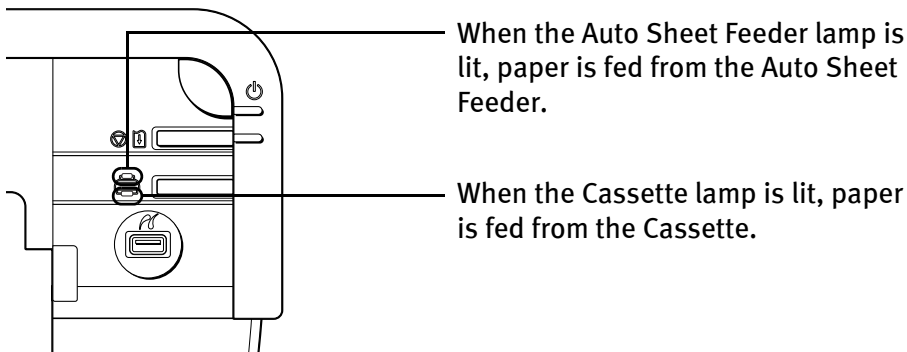 When the Auto Sheet Feeder lamp is
lit, paper is fed from the Auto Sheet
Feeder.
When the Cassette lamp is lit, paper
is fed from the Cassette.